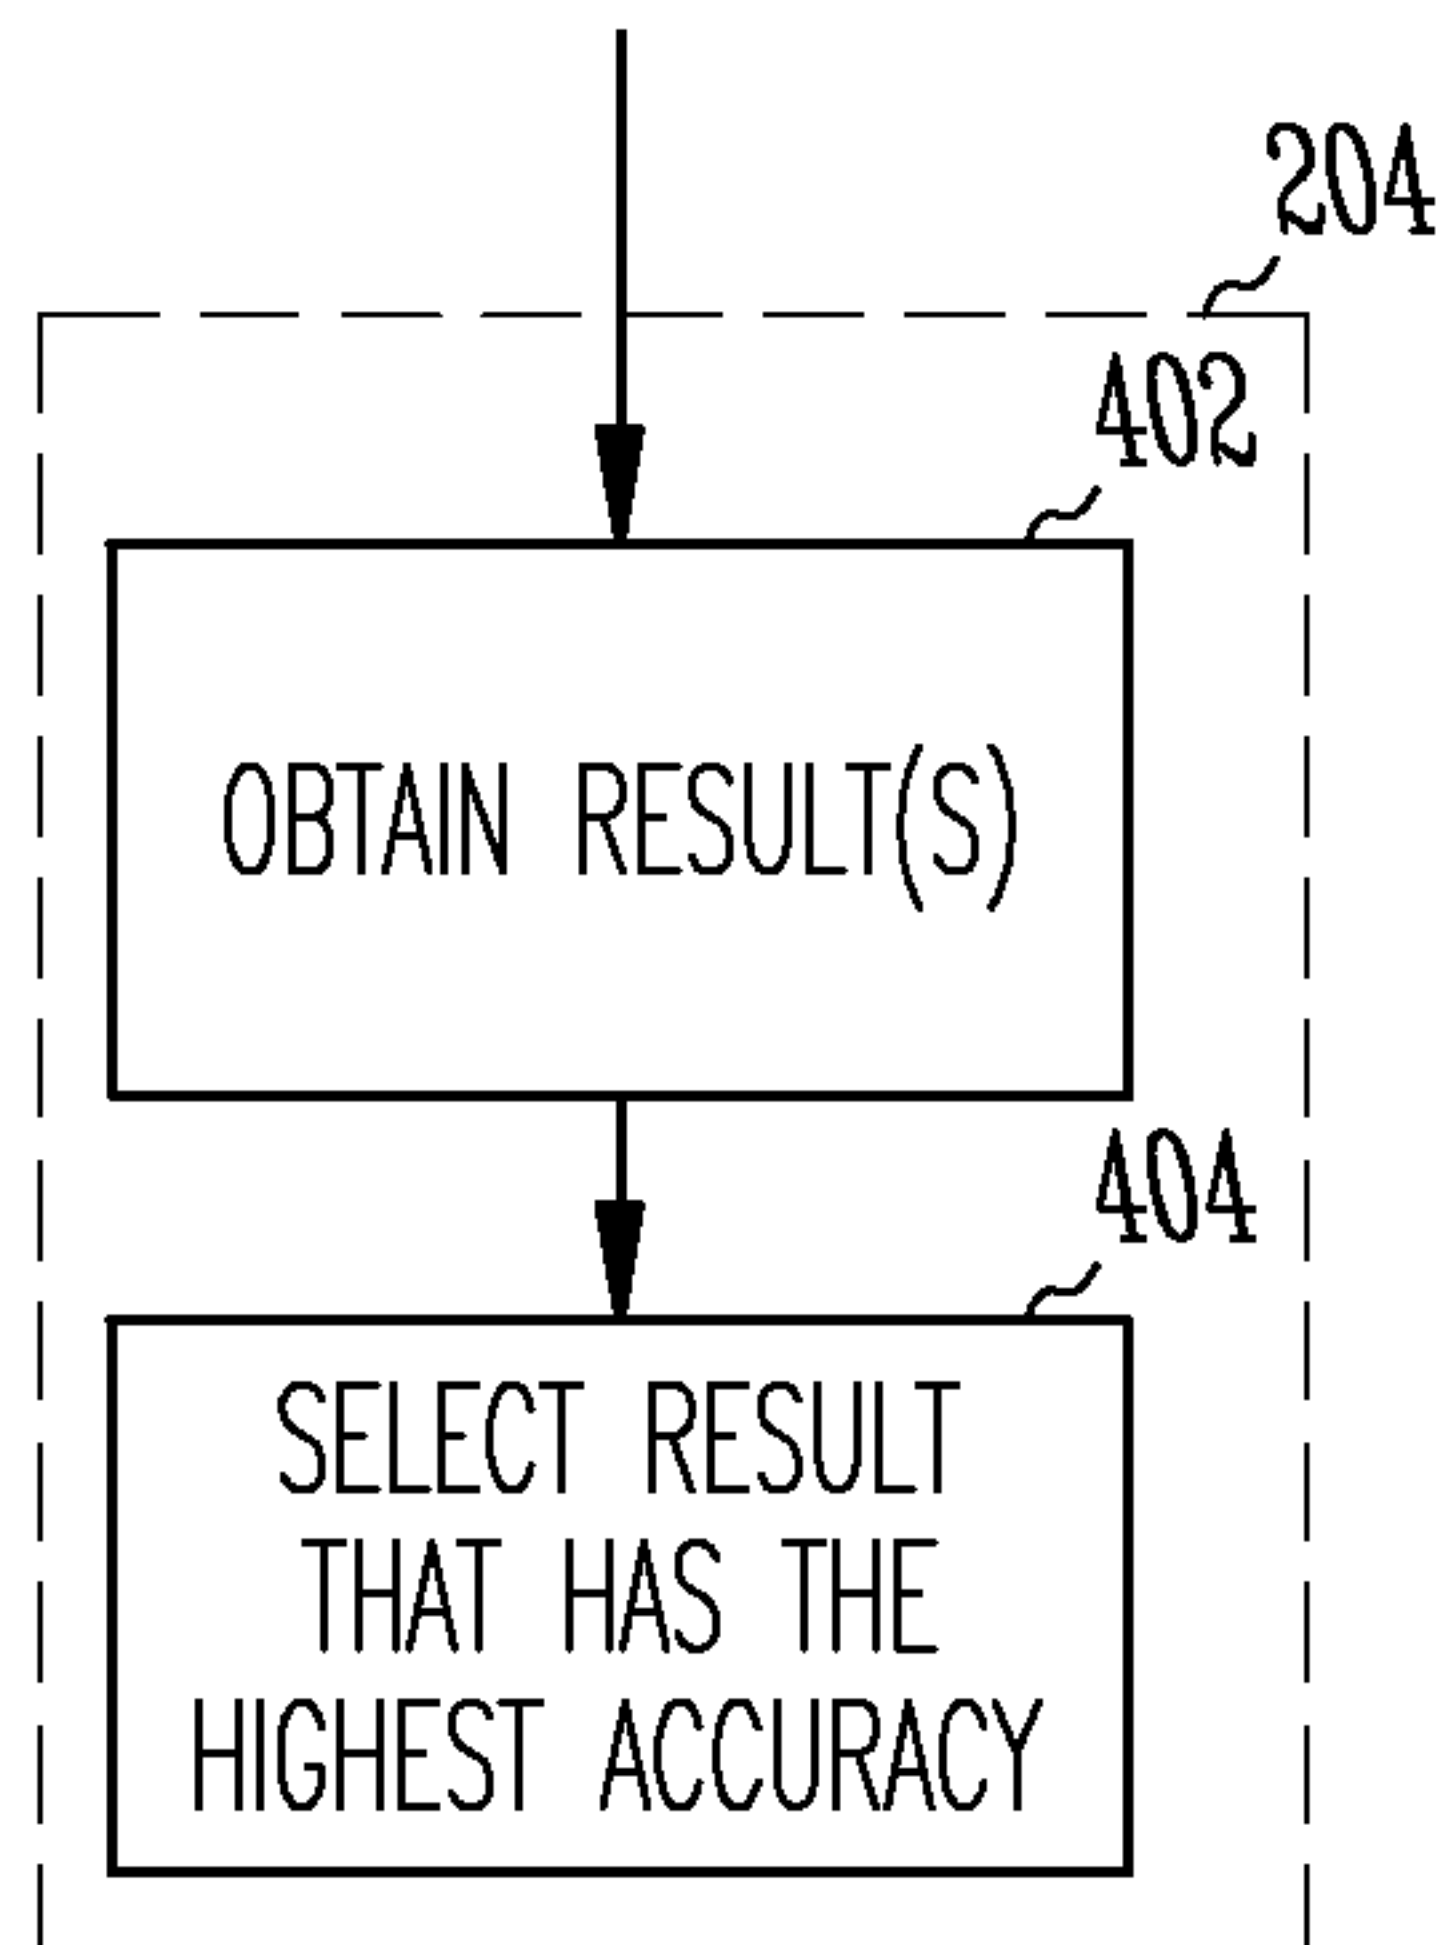 204
402
OBTAIN RESULT(S)
404
SELECT RESULT
THAT HAS THE
HIGHEST ACCURACY